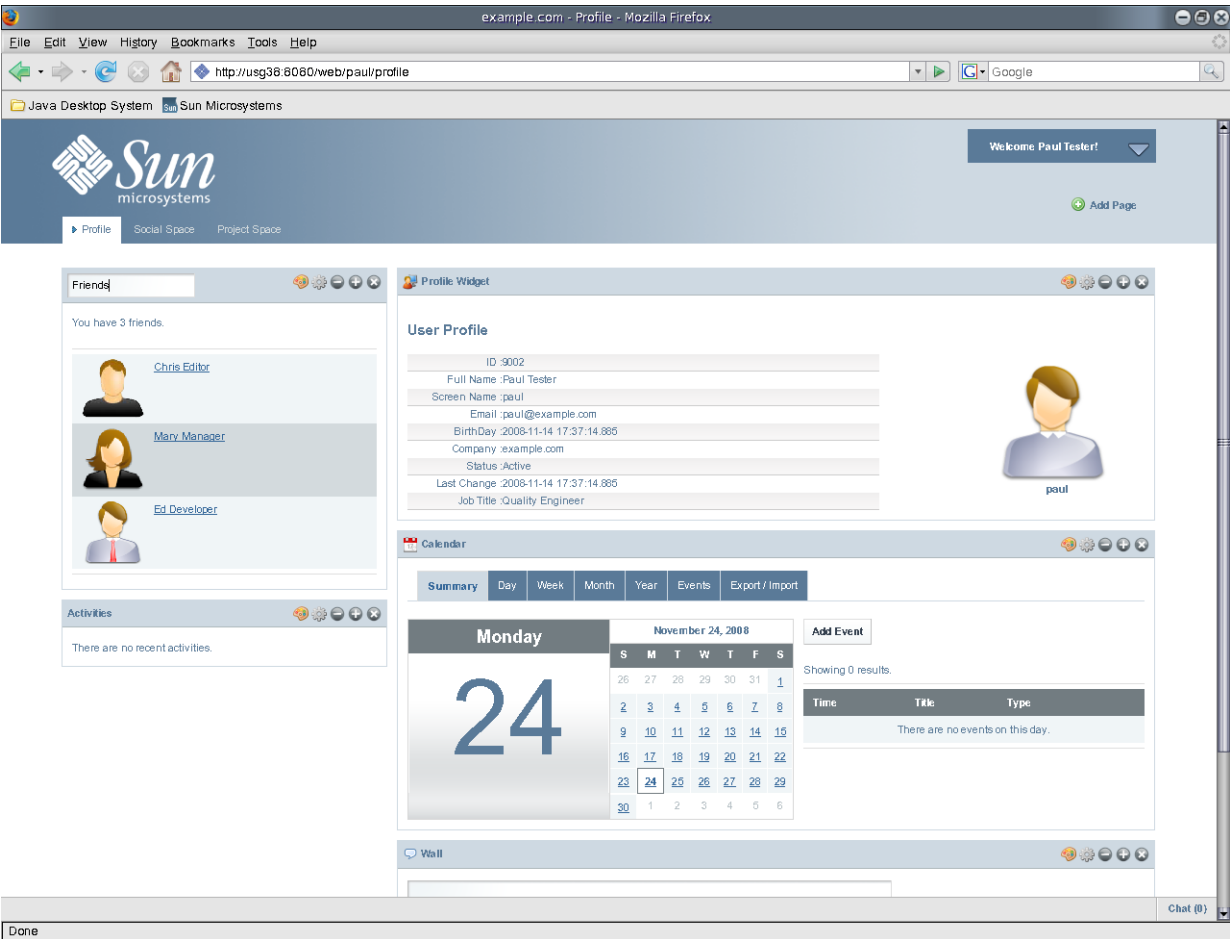 example.com - Profile - Mozilla Firefox
File Edit View History Bookmarks Tools Help
http://usg38:8080/web/paul/profile
G Google
Java Desktop System Sun Sun Microsystems
Sun
microsystems
Welcome Paul Tester!
Add Page
Profile Social Space Project Space
Friends
You have 3 friends.
Chris Editor
Mary Manager
Ed Developer
Activities
There are no recent activities.
Profile Widget
User Profile
ID :9002
Full Name :Paul Tester
Screen Name :paul
Email :paul@example.com
BirthDay :2008-11-14 17:37:14.885
Company :example.com
Status :Active
Last Change :2008-11-14 17:37:14.885
Job Title :Quality Engineer
paul
Calendar
Summary Day Week Month Year Events Export / Import
Monday
24
November 24, 2008
S M T W T F S
26 27 28 29 30 31 1
2 3 4 5 6 7 8
9 10 11 12 13 14 15
16 17 18 19 20 21 22
23 24 25 26 27 28 29
30 1 2 3 4 5 6
Add Event
Showing 0 results.
Time Title Type
There are no events on this day.
Wall
Chat (0)
Done